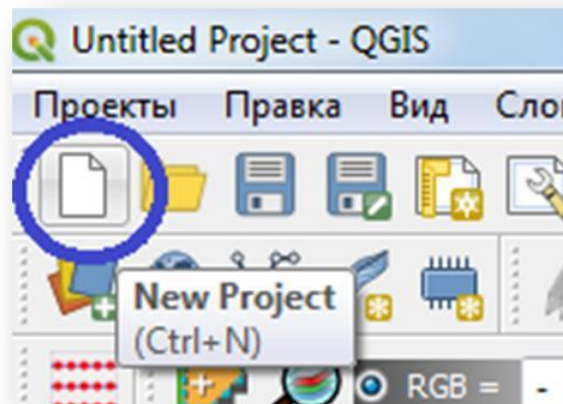 Untitled Project - QGIS
Проекты Правка Вид
New Project
(Ctrl+N)
RGB = -